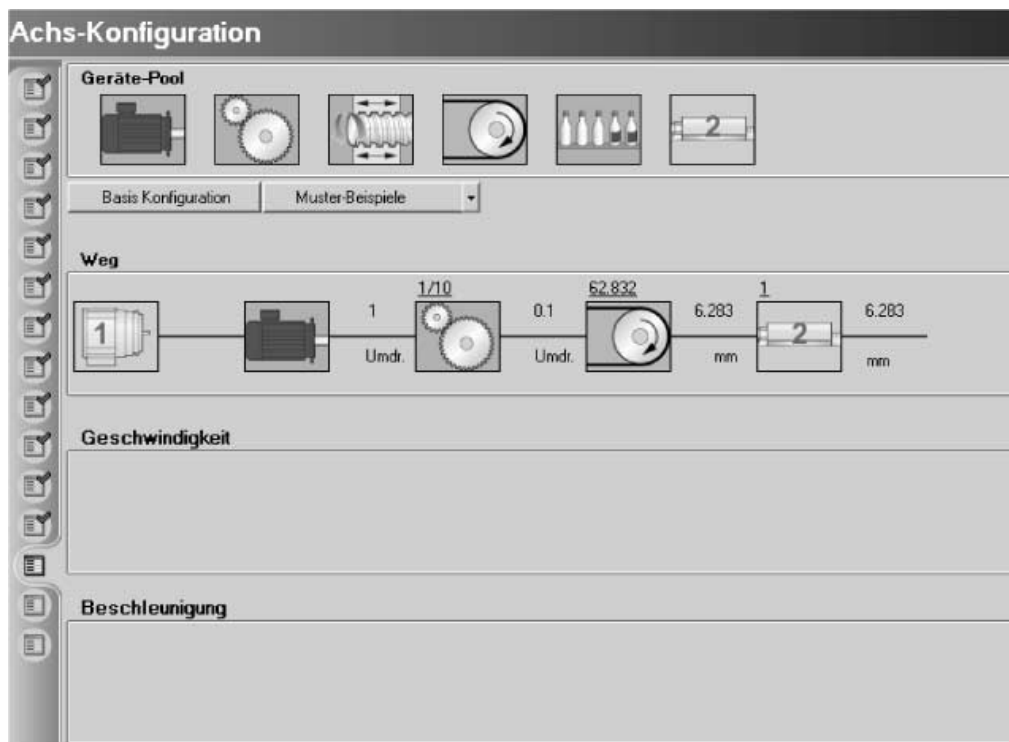 Achs-Konfiguration
Geräte-Pool
2
Basis Konfiguration Muster-Beispiele
Weg
1/10 62.832 1
1 0.1 6.283 6.283
1 2
Umdr. Umdr. mm mm
Geschwindigkeit
Beschleunigung